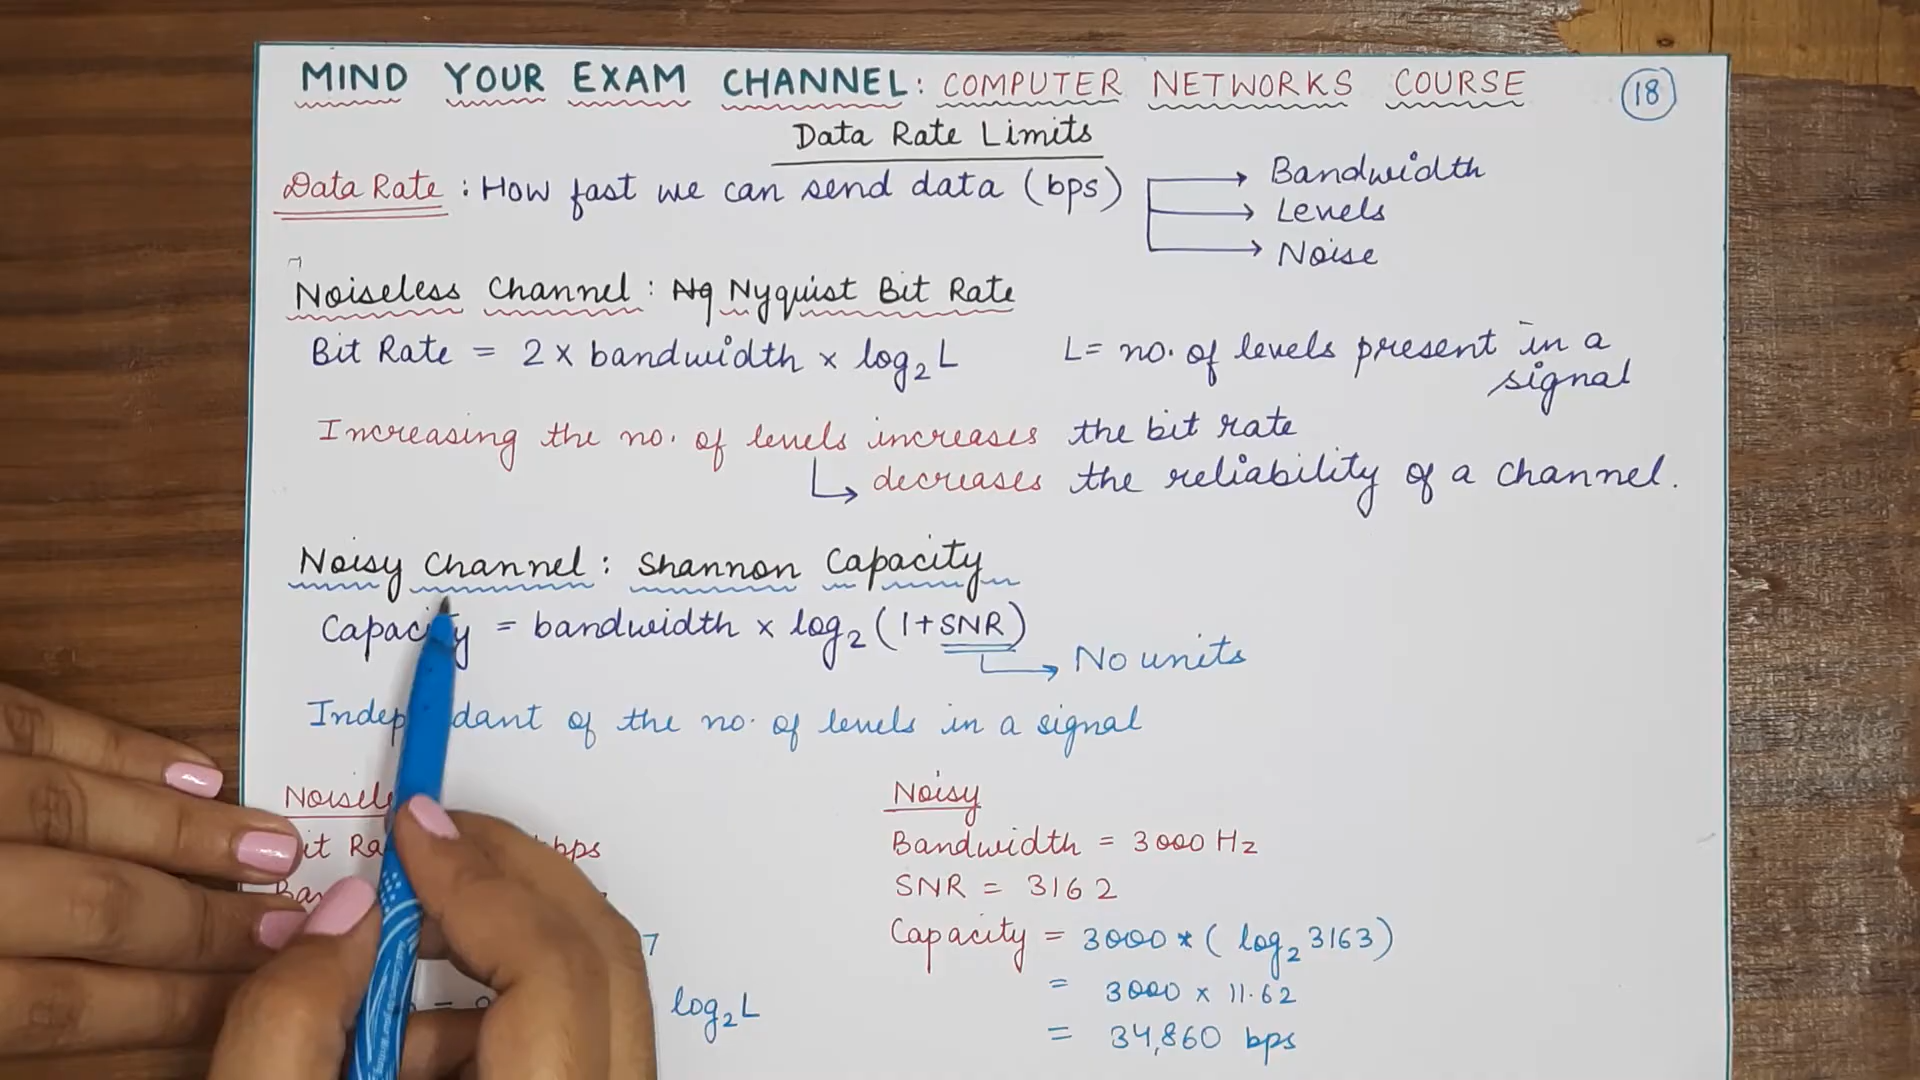 MIND YOUR EXAM CHANNEL: COMPUTER NETWORKS COURSE
18
Data Rate Limits
Data Rate : How fast we can send data (bps)
Bandwidth
Levels
Noise
Noiseless Channel: Nq Nyquist Bit Rate
Bit Rate = 2 x bandwidth x log₂ L
L = no. of levels present in a
signal
Increasing the no. of levels increases the bit rate
decreases the reliability of a channel.
Noisy Channel: Shannon Capacity
Capacity = bandwidth x log₂ (1+SNR)
No units
of the no. of levels in a signal
Noisy
bps
Bandwidth = 3000 Hz
SNR = 3162
Capacity = 3000 * ( log₂ 3163)
7
= 3000 x 11.62
log₂ L
= 34,860 bps